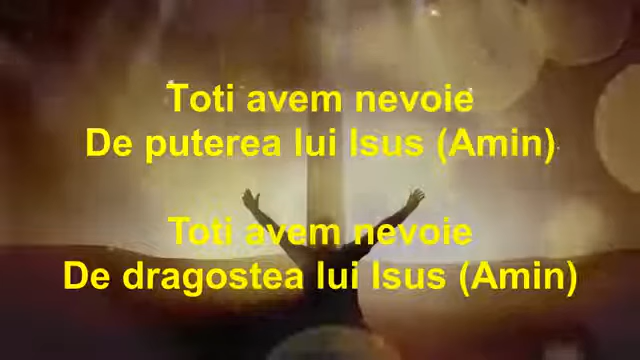 Toti avem nevoie
De puterea lui Isus (Amin)
Toti avem nevoie
De dragostea lui Isus (Amin)